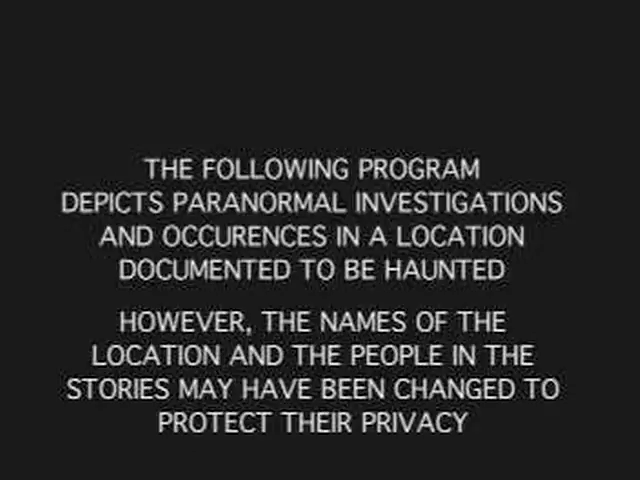 THE FOLLOWING PROGRAM
DEPICTS PARANORMAL INVESTIGATIONS
AND OCCURENCES IN A LOCATION
DOCUMENTED TO BE HAUNTED
HOWEVER, THE NAMES OF THE
LOCATION AND THE PEOPLE IN THE
STORIES MAY HAVE BEEN CHANGED TO
PROTECT THEIR PRIVACY